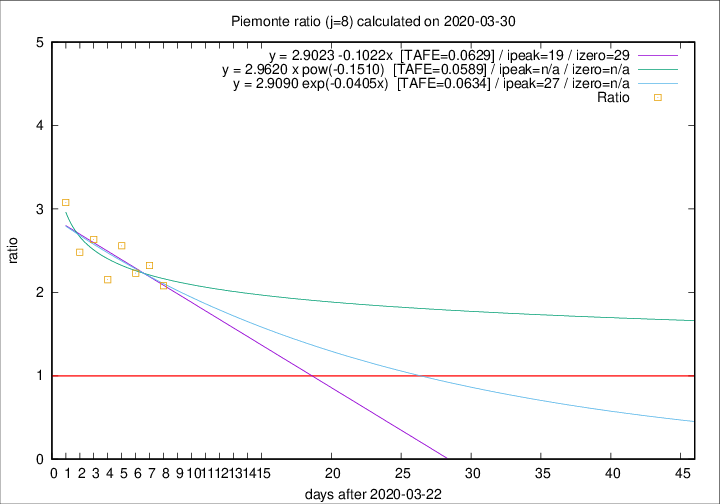 Piemonte ratio (j=8) calculated on 2020-03-30
y = 2.9023 -0.1022x [TAFE=0.0629] / ipeak=19 / izero=29
y = 2.9620 x pow(-0.1510) [TAFE=0.0589] / ipeak=n/a / izero=n/a
y = 2.9090 exp(-0.0405x) [TAFE=0.0634] / ipeak=27 / izero=n/a
Ratio
5
4
3
2
1
0
ratio
0 1 2 3 4 5 6 7 8 9 10 11 12 13 14 15 20 25 30 35 40 45
days after 2020-03-22